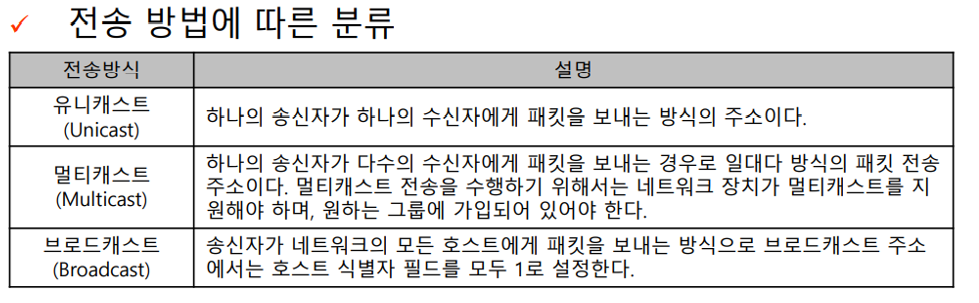 ✓ 전송 방법에 따른 분류
전송방식 설명
유니캐스트
(Unicast)
하나의 송신자가 하나의 수신자에게 패킷을 보내는 방식의 주소이다.
멀티캐스트
(Multicast)
하나의 송신자가 다수의 수신자에게 패킷을 보내는 경우로 일대다 방식의 패킷 전송
주소이다. 멀티캐스트 전송을 수행하기 위해서는 네트워크 장치가 멀티캐스트를 지
원해야 하며, 원하는 그룹에 가입되어 있어야 한다.
브로드캐스트
(Broadcast)
송신자가 네트워크의 모든 호스트에게 패킷을 보내는 방식으로 브로드캐스트 주소
에서는 호스트 식별자 필드를 모두 1로 설정한다.